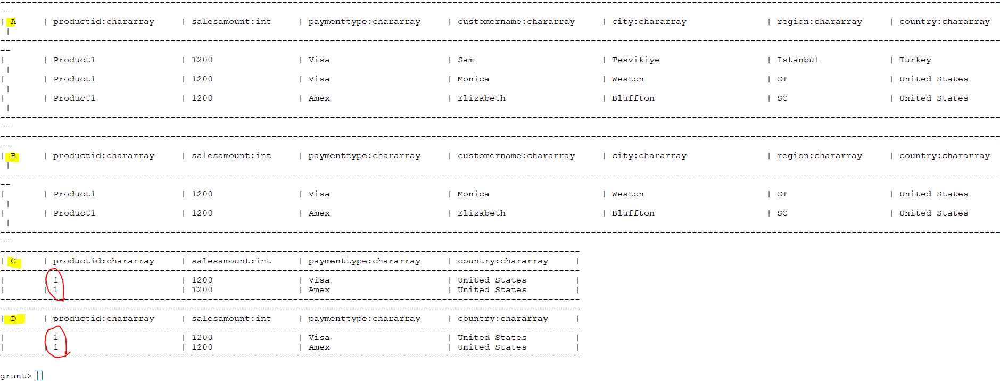 | A | productid:chararray | salesamount:int | paymenttype:chararray | customername:chararray | city:chararray | region:chararray | country:chararray
|
| | Product1 | 1200 | Visa | Sam | Tesvikiye | Istanbul | Turkey
|
| | Product1 | 1200 | Visa | Monica | Weston | CT | United States
|
| | Product1 | 1200 | Amex | Elizabeth | Bluffton | SC | United States
|
| B | productid:chararray | salesamount:int | paymenttype:chararray | customername:chararray | city:chararray | region:chararray | country:chararray
|
| | Product1 | 1200 | Visa | Monica | Weston | CT | United States
|
| | Product1 | 1200 | Amex | Elizabeth | Bluffton | SC | United States
|
| C | productid:chararray | salesamount:int | paymenttype:chararray | country:chararray |
| | 1 | 1200 | Visa | United States |
| | 1 | 1200 | Amex | United States |
| D | productid:chararray | salesamount:int | paymenttype:chararray | country:chararray |
| | 1 | 1200 | Visa | United States |
| | 1 | 1200 | Amex | United States |
grunt>